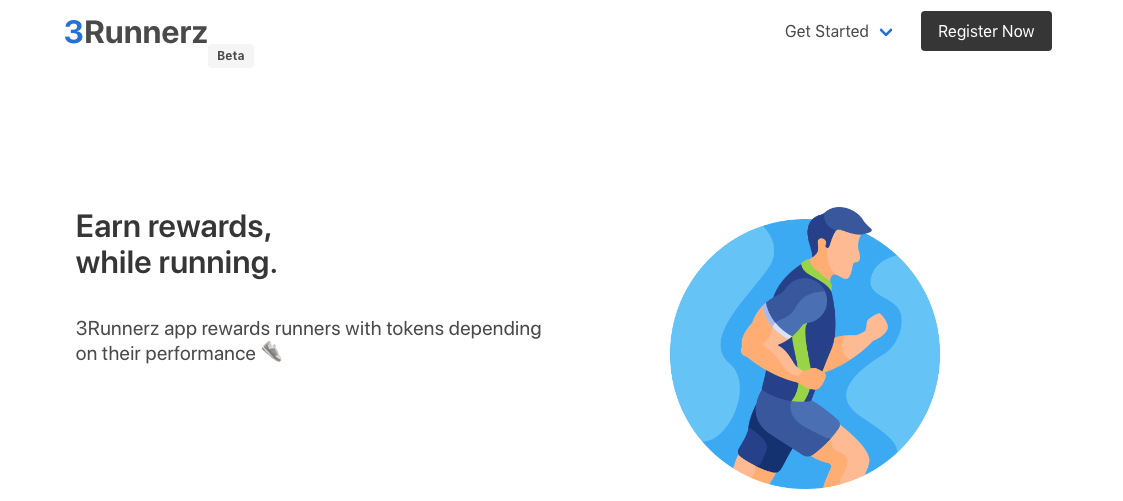 3Runnerz
Beta
Get Started
Register Now
Earn rewards,
while running.
3Runnerz app rewards runners with tokens depending
on their performance